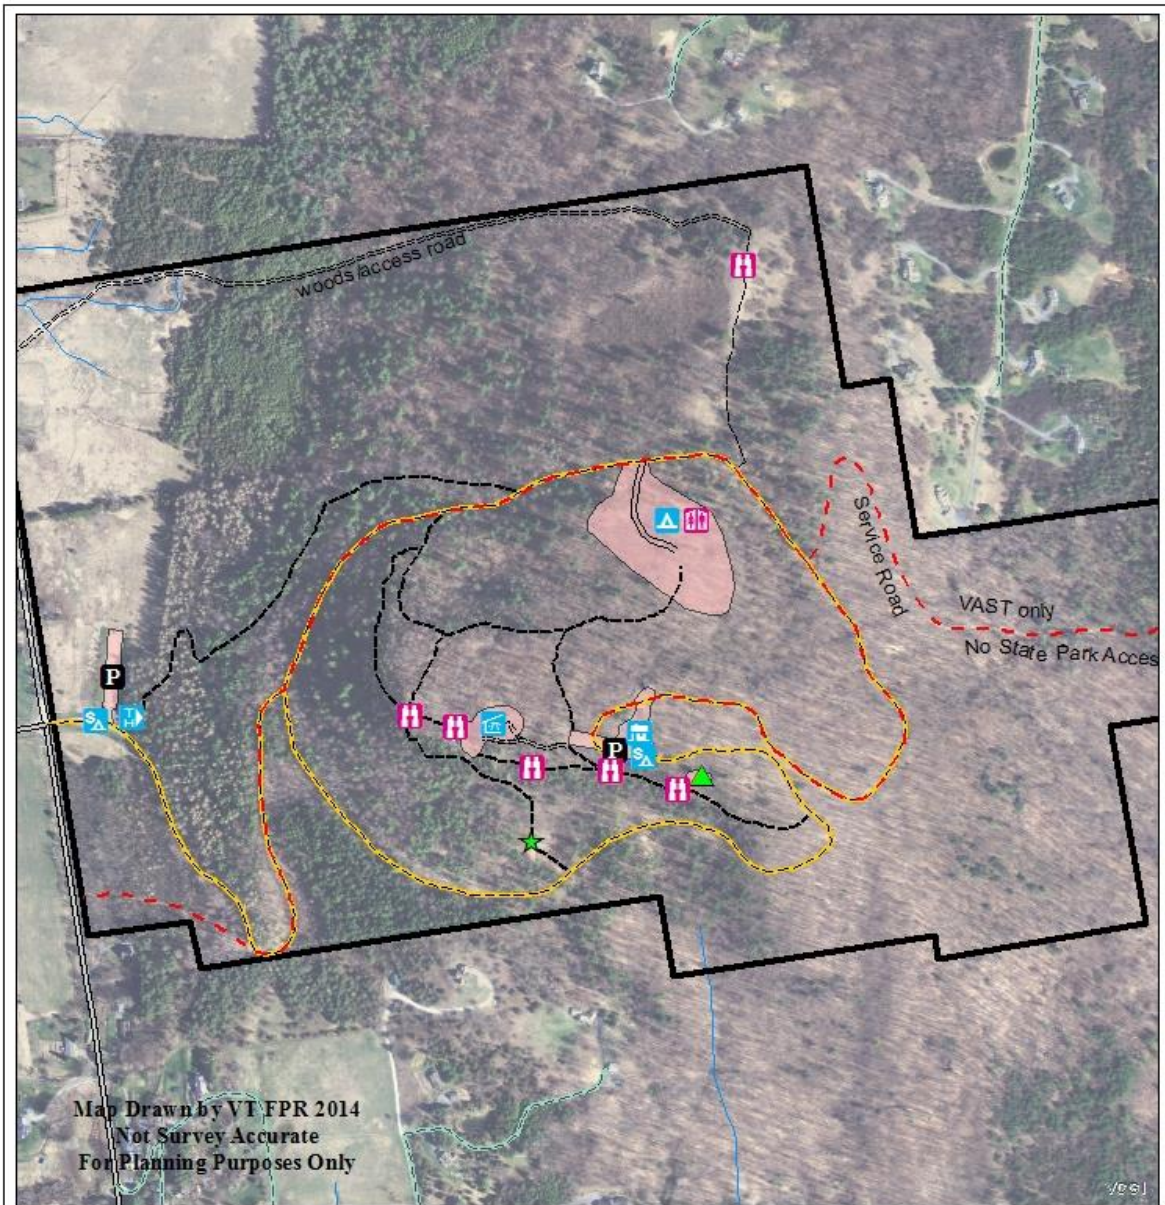 woods/access road
Service Road
VAST only
No State Park Acces
P
S
T
H
P
S
Map Drawn by VT FPR 2014
Not Survey Accurate
For Planning Purposes Only